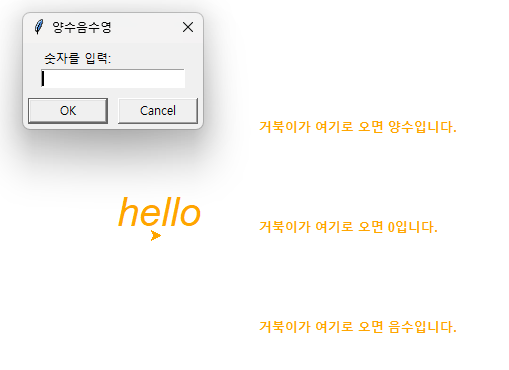 양수음수영
숫자를 입력:
OK Cancel
거북이가 여기로 오면 양수입니다.
hello
거북이가 여기로 오면 0입니다.
거북이가 여기로 오면 음수입니다.